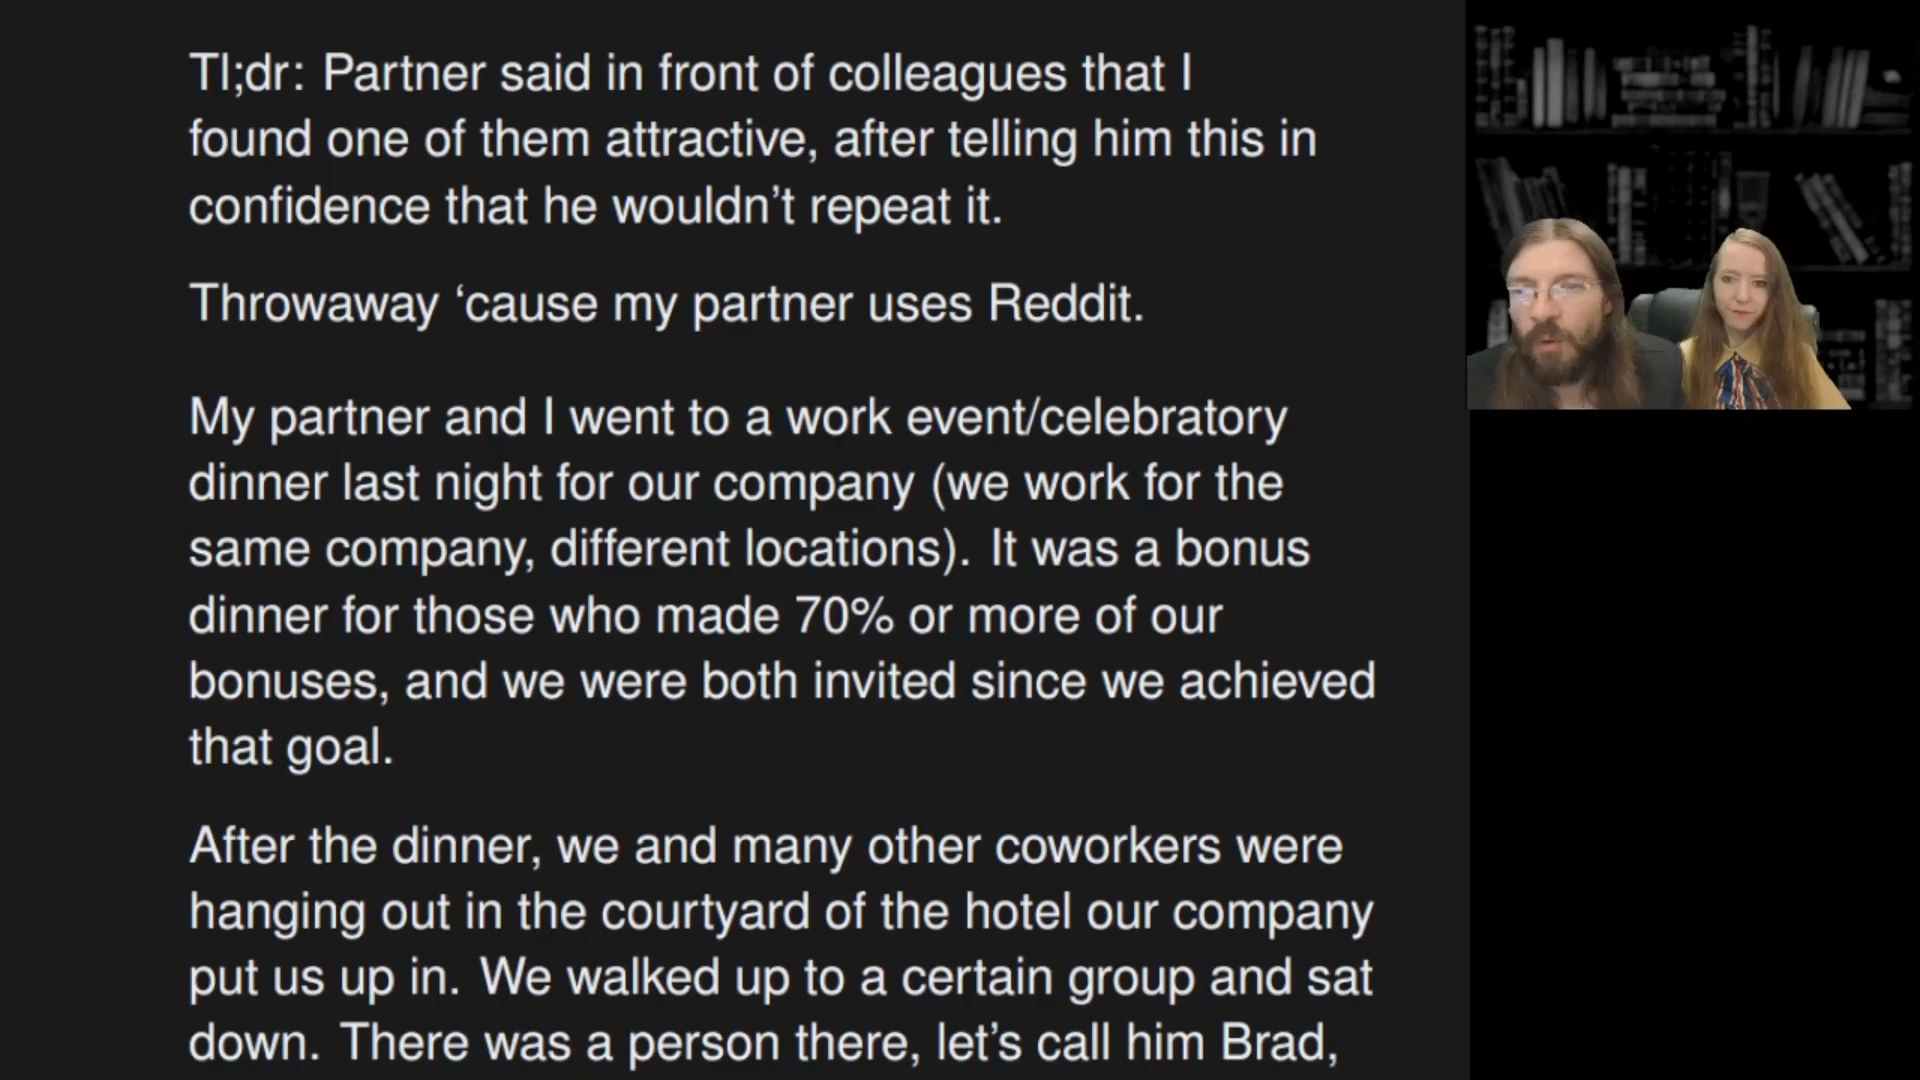 Tl;dr: Partner said in front of colleagues that I
found one of them attractive, after telling him this in
confidence that he wouldn’t repeat it.
Throwaway ‘cause my partner uses Reddit.
My partner and I went to a work event/celebratory
dinner last night for our company (we work for the
same company, different locations). It was a bonus
dinner for those who made 70% or more of our
bonuses, and we were both invited since we achieved
that goal.
After the dinner, we and many other coworkers were
hanging out in the courtyard of the hotel our company
put us up in. We walked up to a certain group and sat
down. There was a person there, let’s call him Brad,